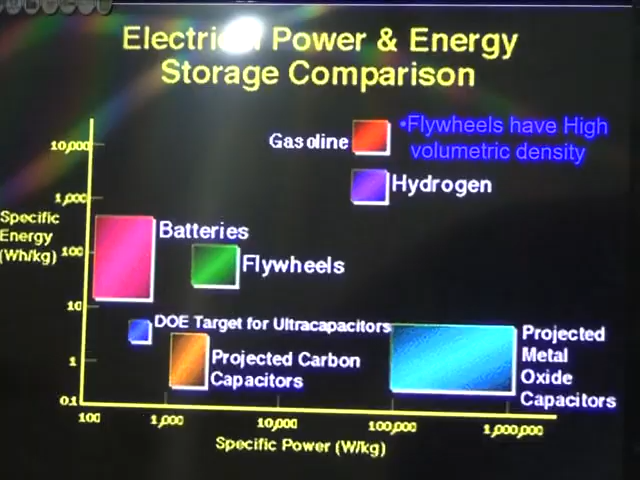 Electrical Power & Energy
Storage Comparison
•Flywheels have High
volumetric density
Gasoline
Hydrogen
Batteries
Flywheels
DOE Target for Ultracapacitors
Projected Carbon
Capacitors
Projected
Metal
Oxide
Capacitors
Specific
Energy
(Wh/kg)
10,000
1,000
100
10
1
0.1
100
1,000
10,000
100,000
1,000,000
Specific Power (W/kg)